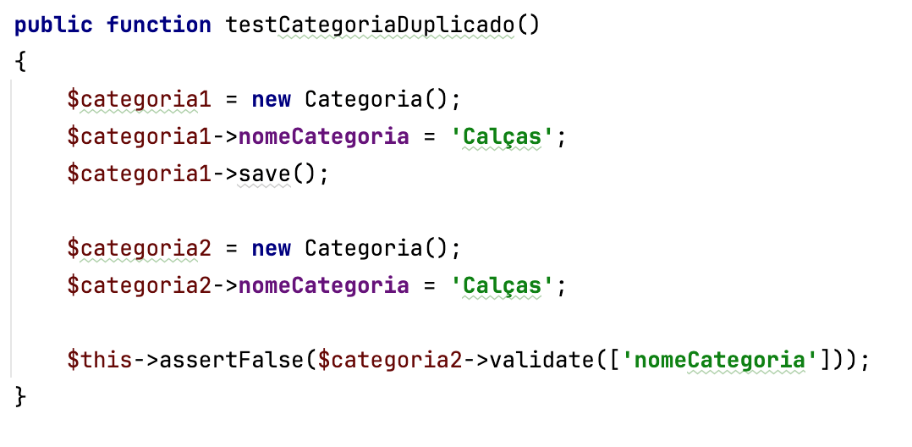 public function testCategoriaDuplicado()
{
    $categoria1 = new Categoria();
    $categoria1->nomeCategoria = 'Calças';
    $categoria1->save();

    $categoria2 = new Categoria();
    $categoria2->nomeCategoria = 'Calças';

    $this->assertFalse($categoria2->validate(['nomeCategoria']));
}